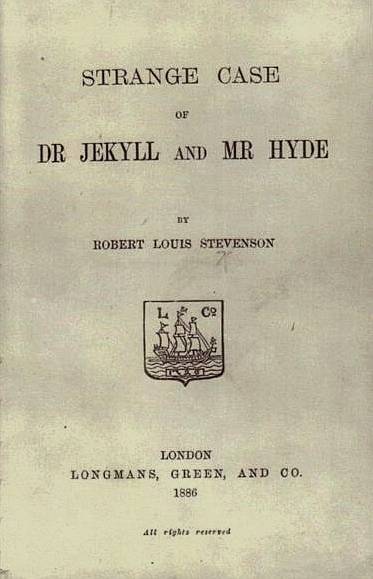 STRANGE CASE
OF
DR JEKYLL AND MR HYDE
BY
ROBERT LOUIS STEVENSON
L Co
LONDON
LONGMANS, GREEN, AND CO.
1886
All rights reserved